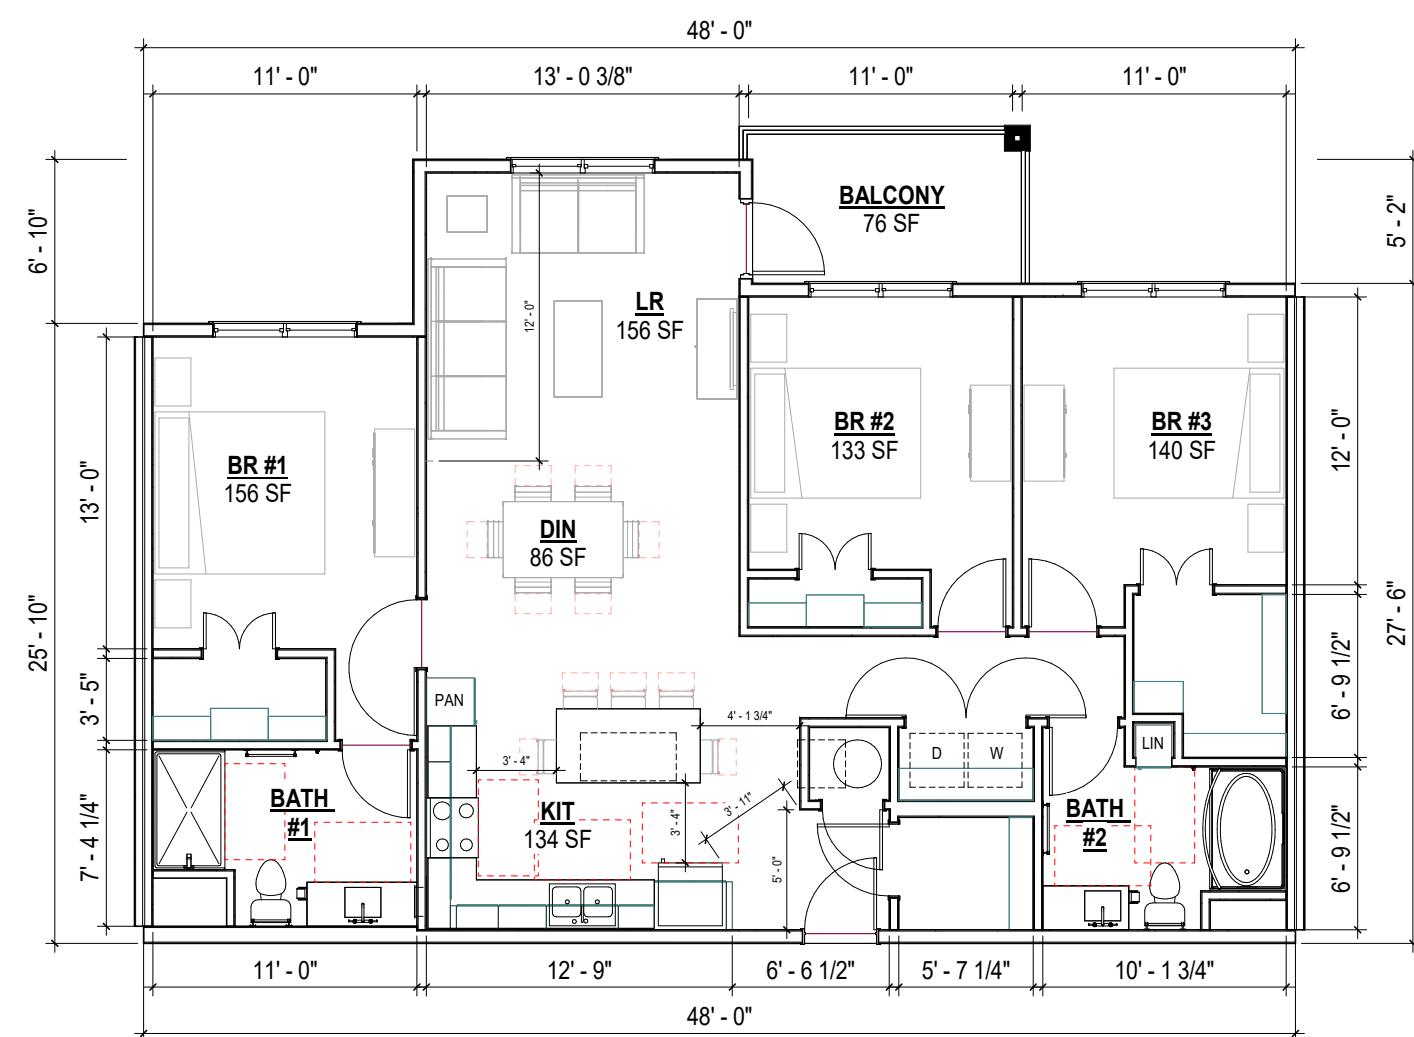 48' - 0"
11' - 0"
13' - 0 3/8"
11' - 0"
11' - 0"
6' - 10"
25' - 10"
13' - 0"
3' - 5"
7' - 4 1/4"
BALCONY
76 SF
5' - 2"
27' - 6"
12' - 0"
6' - 9 1/2"
6' - 9 1/2"
LR
156 SF
12' - 0"
BR #1
156 SF
BR #2
133 SF
BR #3
140 SF
DIN
86 SF
PAN
4' - 1 3/4"
3' - 4"
3' - 4"
3' - 11"
5' - 0"
D
W
LIN
BATH
#1
KIT
134 SF
BATH
#2
11' - 0"
12' - 9"
6' - 6 1/2"
5' - 7 1/4"
10' - 1 3/4"
48' - 0"